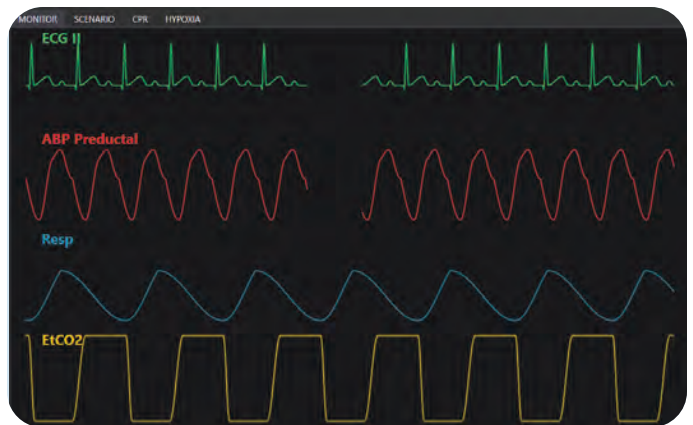 MONITOR SCENARIO CPR HYPOXIA
ECG II
ABP Preductal
Resp
EtCO2